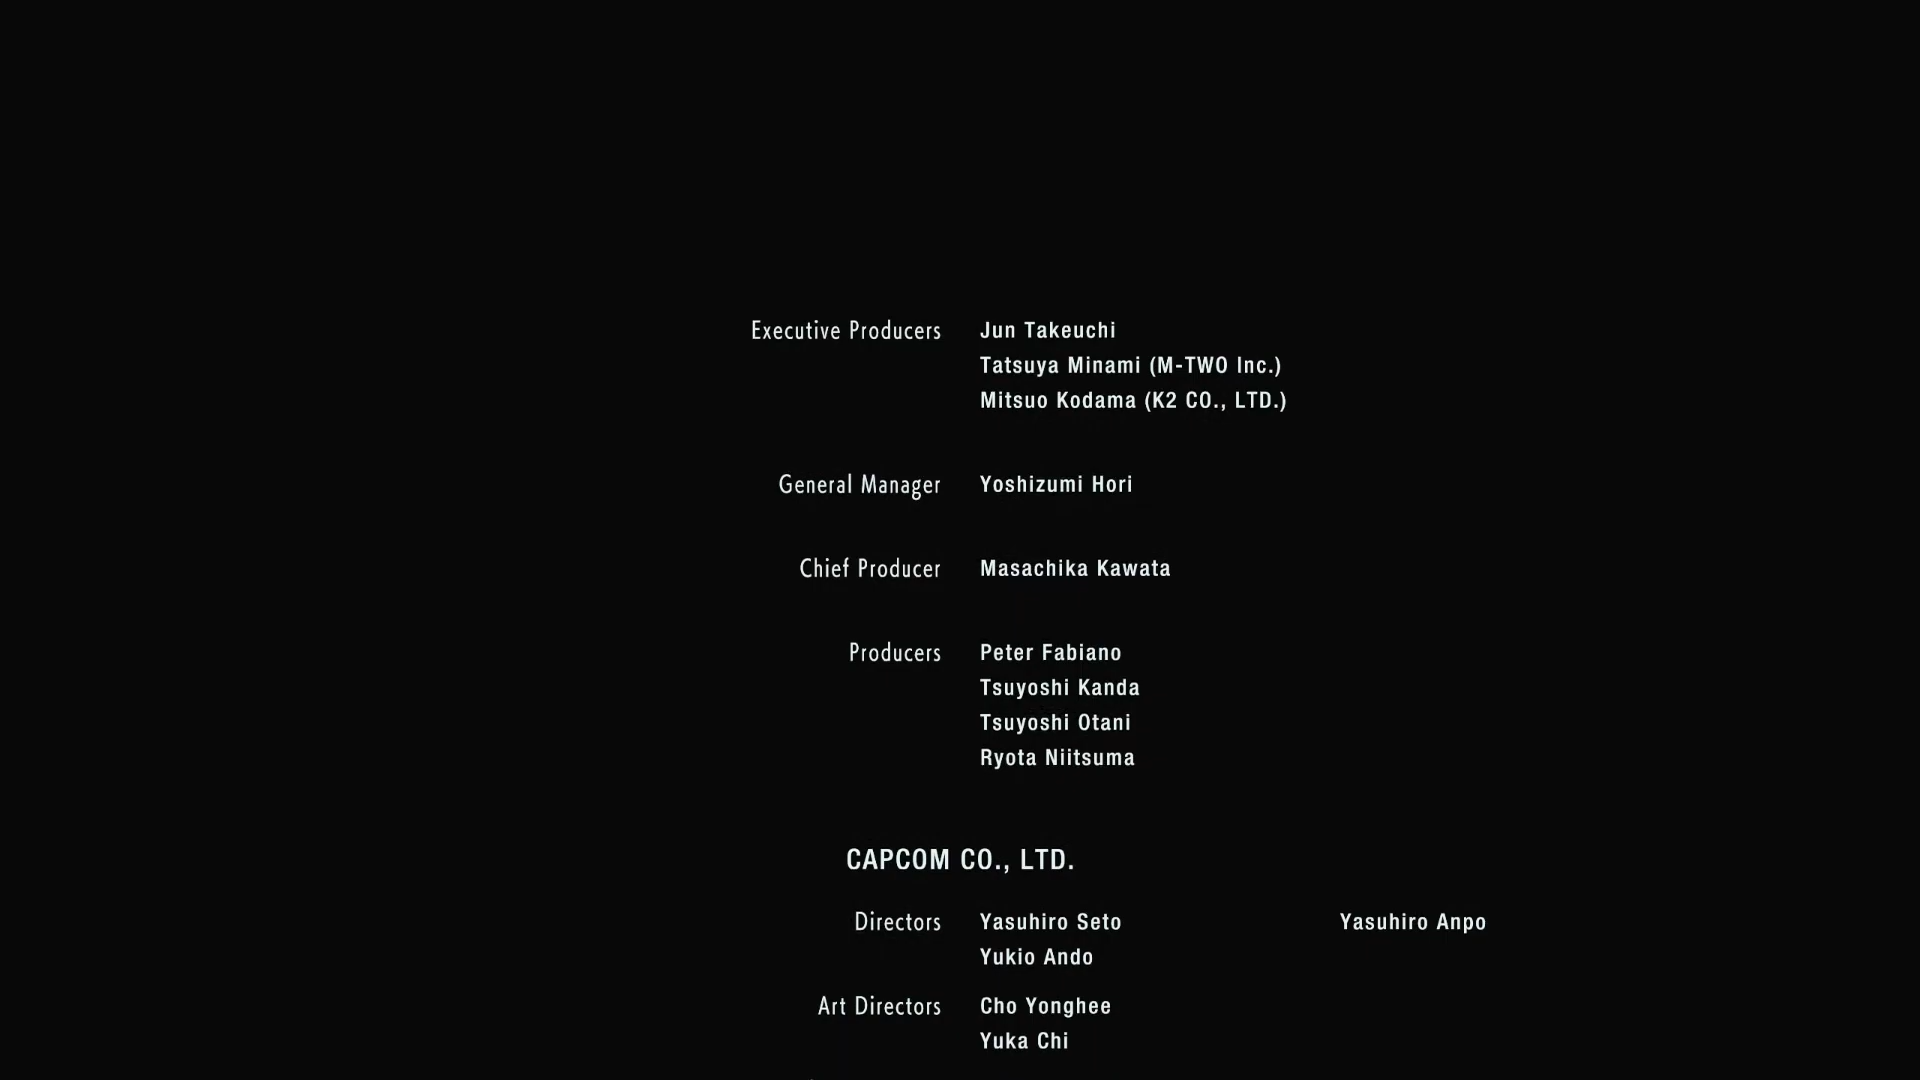 Executive Producers Jun Takeuchi
Tatsuya Minami (M-TWO Inc.)
Mitsuo Kodama (K2 CO., LTD.)
General Manager Yoshizumi Hori
Chief Producer Masachika Kawata
Producers Peter Fabiano
Tsuyoshi Kanda
Tsuyoshi Otani
Ryota Niitsuma
CAPCOM CO., LTD.
Directors Yasuhiro Seto Yasuhiro Anpo
Yukio Ando
Art Directors Cho Yonghee
Yuka Chi